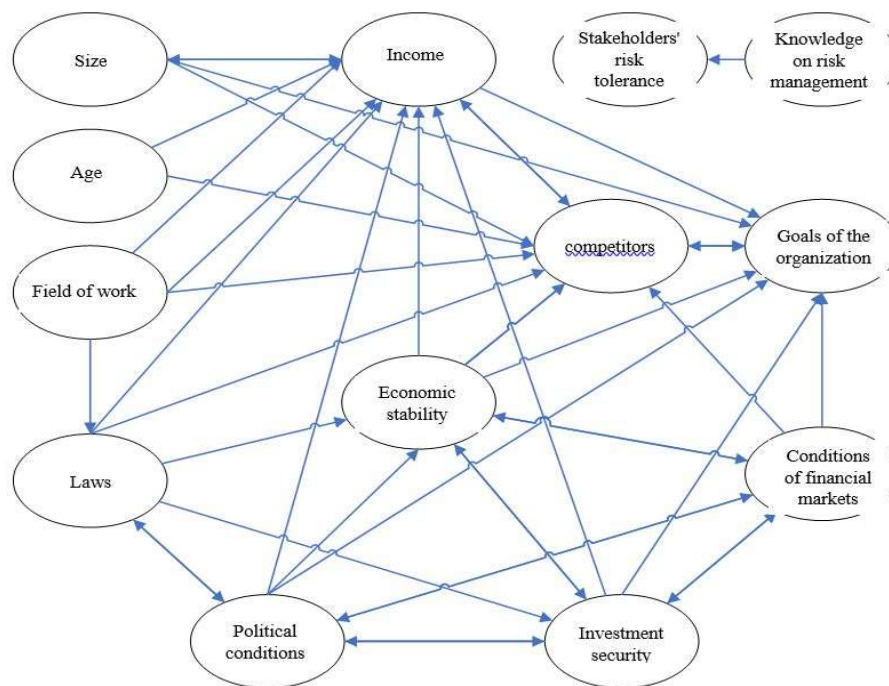 Size
Income
Stakeholders'
risk
tolerance
Knowledge
on risk
management
Age
competitors
Goals of the
organization
Field of work
Economic
stability
Laws
Conditions
of financial
markets
Political
conditions
Investment
security